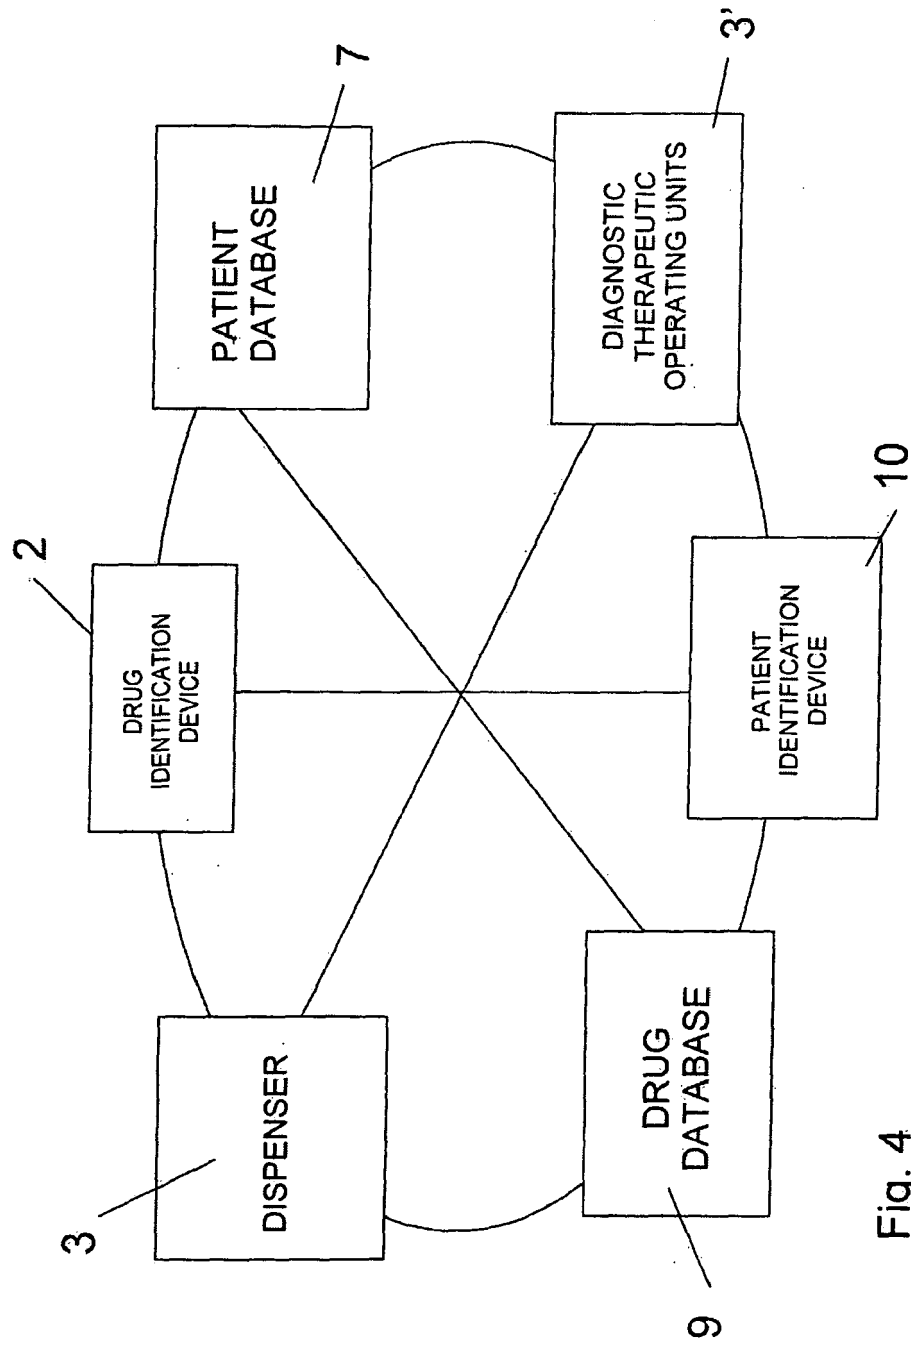 2
DRUG
IDENTIFICATION
DEVICE
3
DISPENSER
PATIENT
DATABASE
7
9
DRUG
DATABASE
DIAGNOSTIC
THERAPEUTIC
OPERATING UNITS
3'
PATIENT
IDENTIFICATION
DEVICE
10
Fig. 4